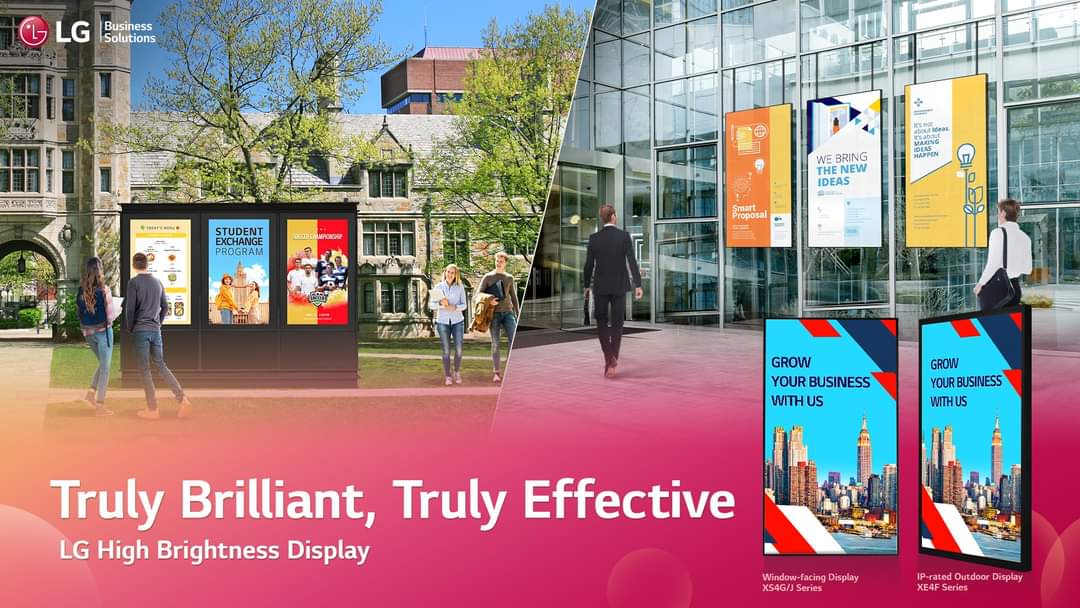 LG Business
Solutions
TODAY'S MENU
STUDENT
EXCHANGE
PROGRAM
SOCCER CHAMPIONSHIP
Smart
Proposal
WE BRING
THE NEW
IDEAS
It's not
about Ideas.
It's about
MAKING
IDEAS
HAPPEN
GROW
YOUR BUSINESS
WITH US
GROW
YOUR BUSINESS
WITH US
Truly Brilliant, Truly Effective
LG High Brightness Display
Window-facing Display
XS4G/J Series
IP-rated Outdoor Display
XE4F Series